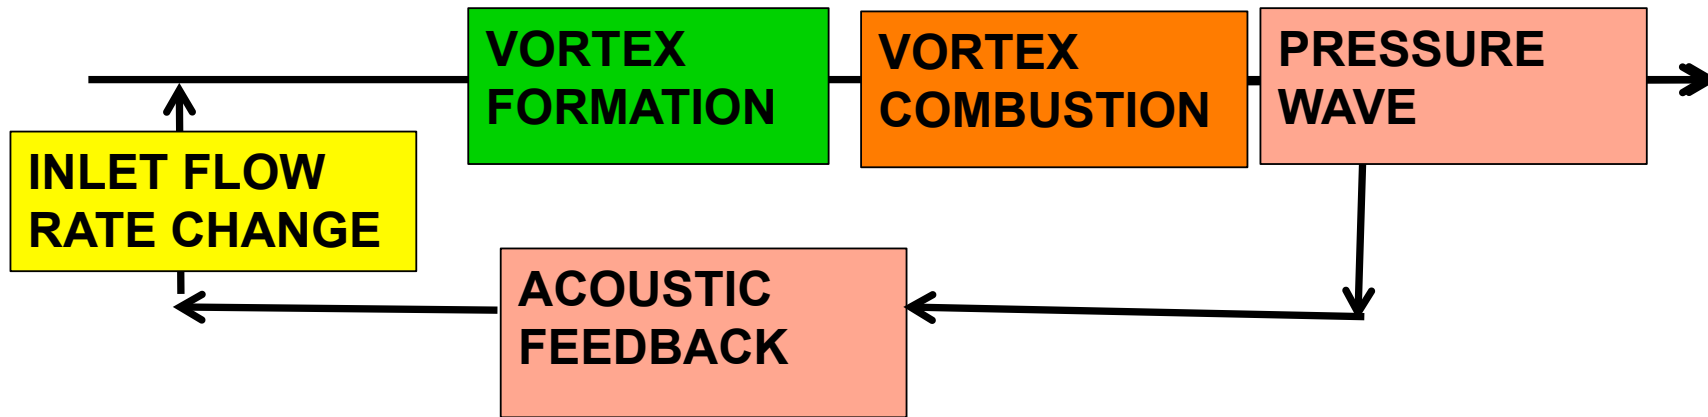 VORTEX
FORMATION
VORTEX
COMBUSTION
PRESSURE
WAVE
INLET FLOW
RATE CHANGE
ACOUSTIC
FEEDBACK